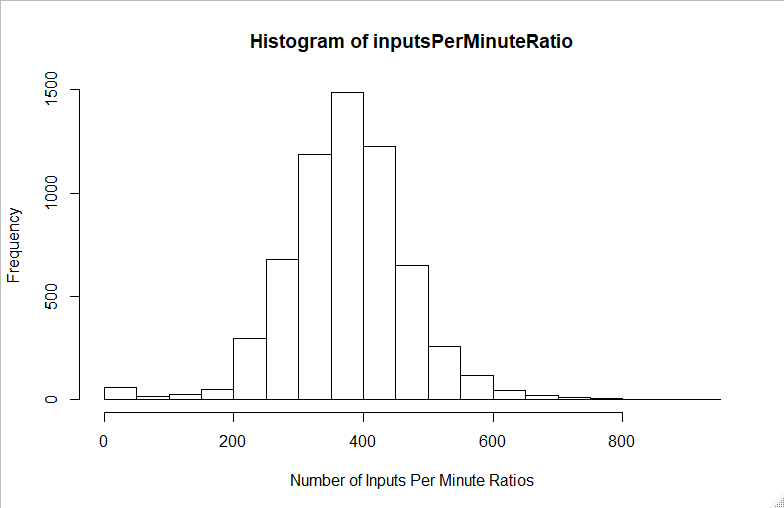 Histogram of inputsPerMinuteRatio
1500
1000
500
0
Frequency
0 200 400 600 800
Number of Inputs Per Minute Ratios